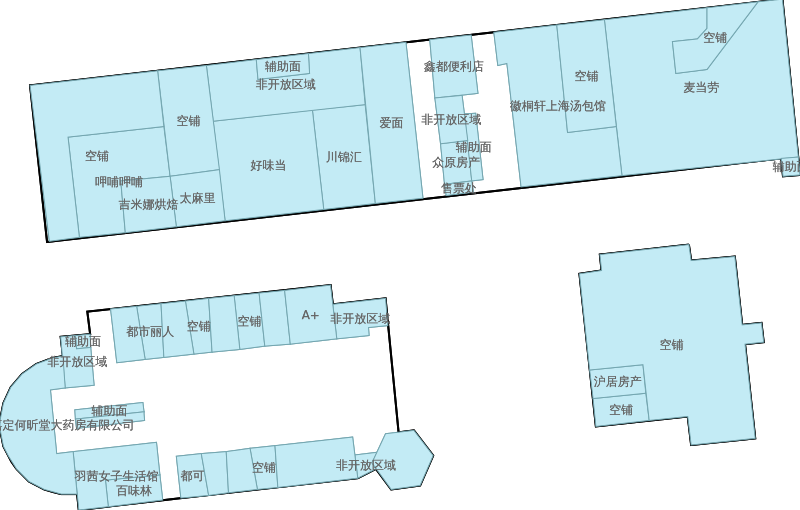 空铺
辅助面
鑫都便利店
非开放区域
空铺
麦当劳
徽桐轩上海汤包馆
空铺
爱面
非开放区域
辅助面
空铺
川锦汇
众原房产
好味当
辅助
呷哺呷哺
售票处
太麻里
吉米娜烘焙
A+
非开放区域
空铺
空铺
都市丽人
辅助面
空铺
非开放区域
沪居房产
辅助面
空铺
定何昕堂大药房有限公司
非开放区域
空铺
羽茜女子生活馆
都可
百味林